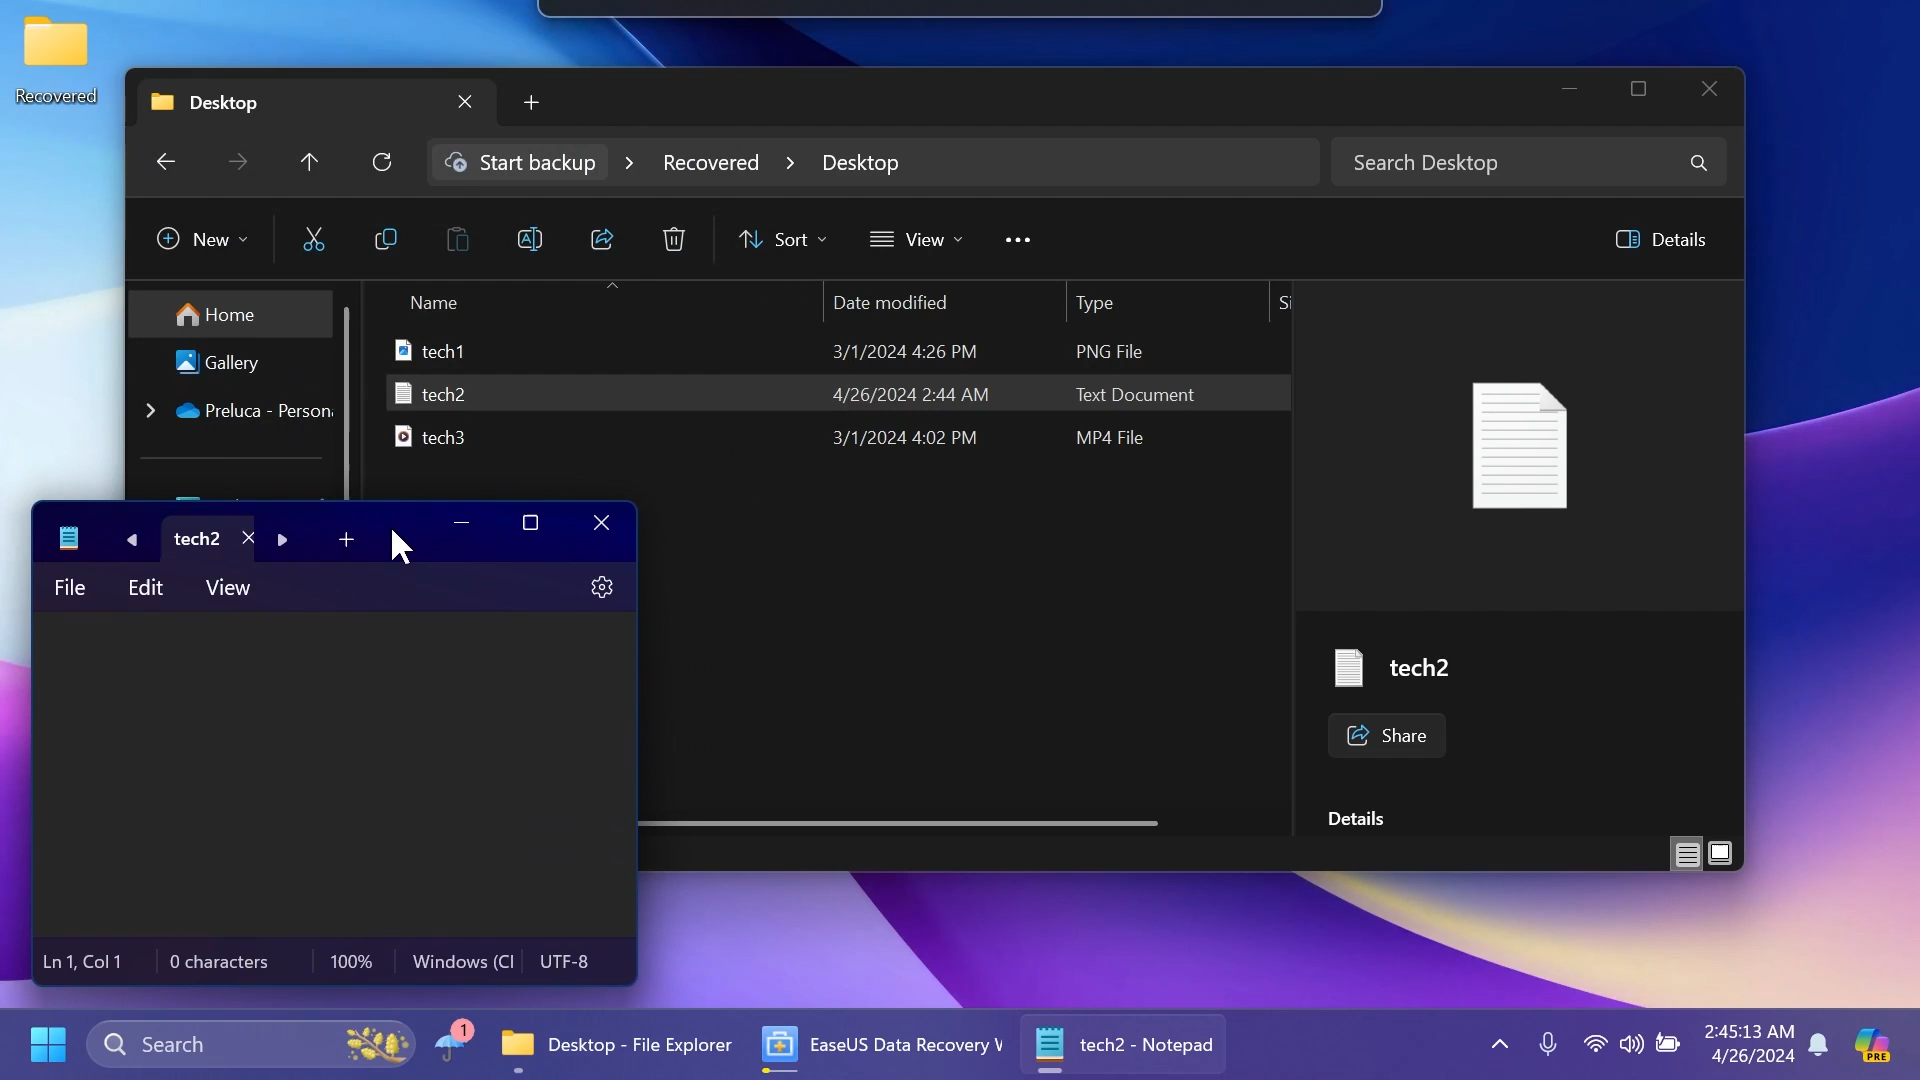 Recovered
Desktop
Start backup
Recovered
Desktop
Search Desktop
New
Sort
View
Details
Name
Date modified
Type
Si
Home
Gallery
Preluca - Person
tech1
3/1/2024 4:26 PM
PNG File
tech2
4/26/2024 2:44 AM
Text Document
tech3
3/1/2024 4:02 PM
MP4 File
tech2
Share
Details
tech2
File
Edit
View
Ln 1, Col 1
0 characters
100%
Windows (Cl
UTF-8
Search
1
Desktop - File Explorer
EaseUS Data Recovery
tech2 - Notepad
2:45:13 AM
4/26/2024
PRE